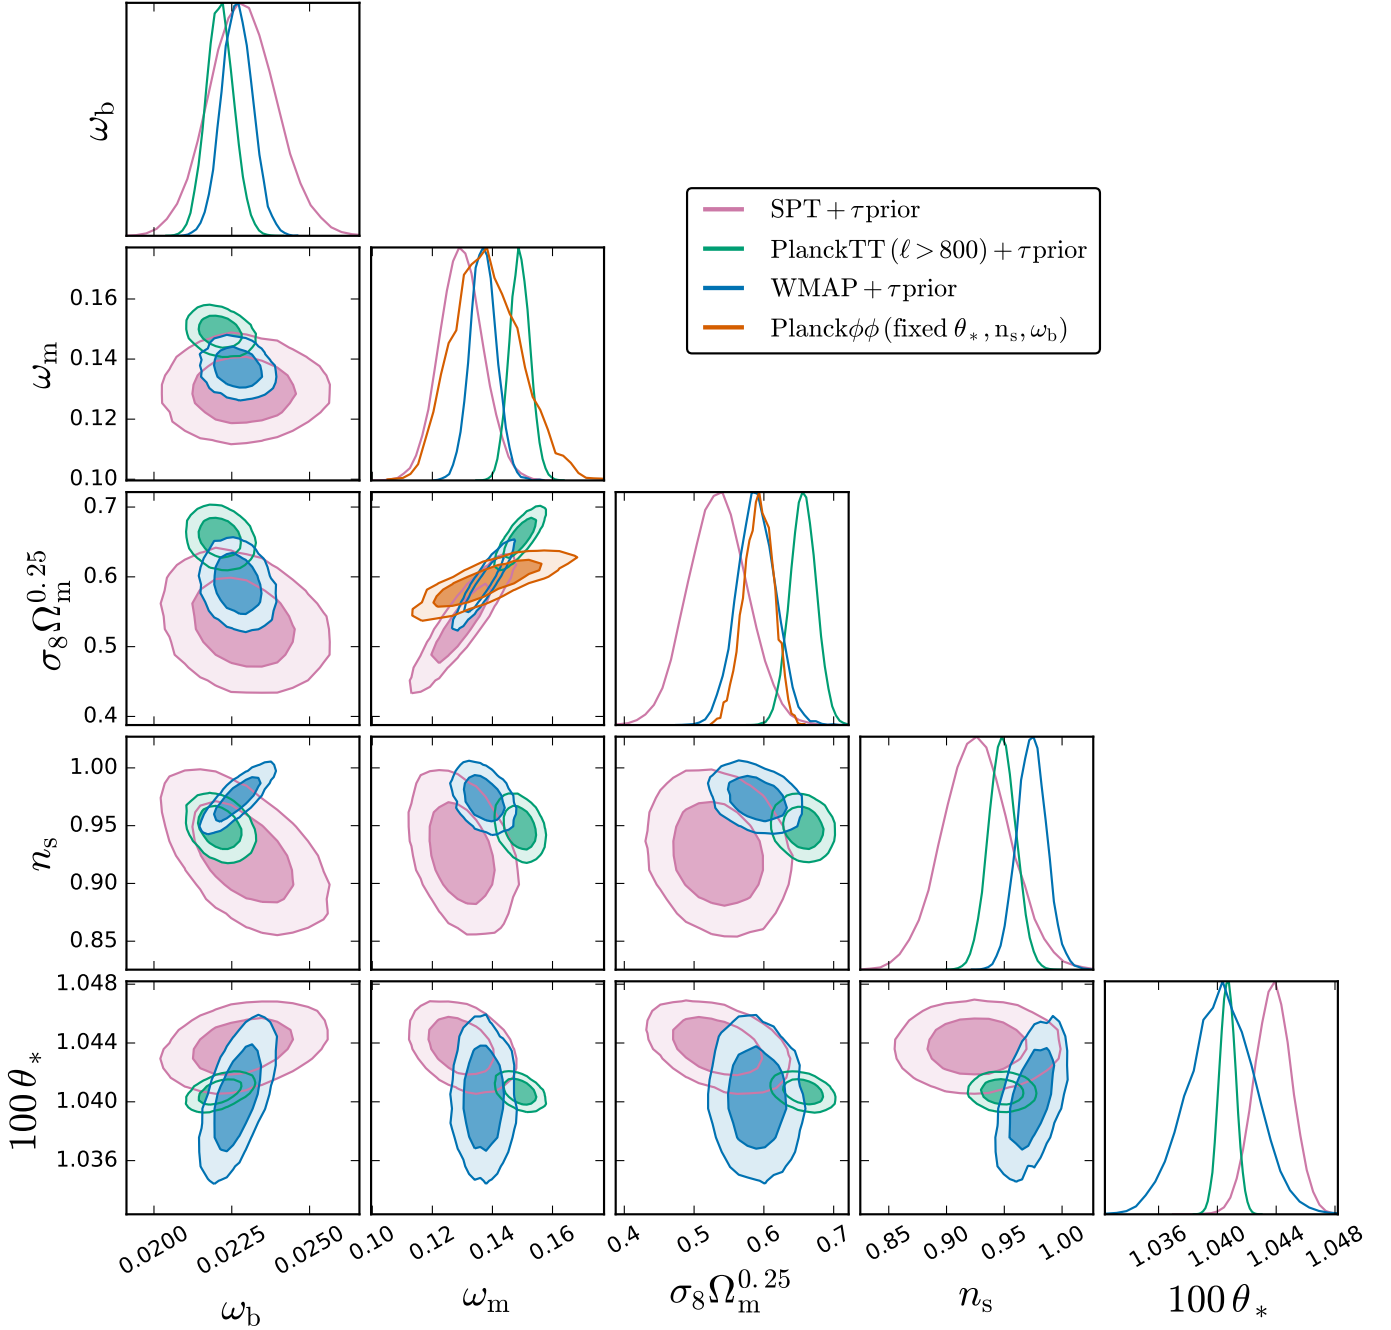 ω_b
SPT + τ prior
PlanckTT (ℓ > 800) + τ prior
WMAP + τ prior
Planckϕϕ (fixed θ_*, n_s, ω_b)
0.16
0.14
0.12
0.10
ω_m
0.7
0.6
0.5
0.4
σ_8 Ω_m^0.25
1.00
0.95
0.90
0.85
n_s
1.048
1.044
1.040
1.036
100 θ_*
0.0200 0.0225 0.0250 0.10 0.12 0.14 0.16 0.4 0.5 0.6 0.7 0.85 0.90 0.95 1.00 1.036 1.040 1.044 1.048
ω_b ω_m σ_8 Ω_m^0.25 n_s 100 θ_*